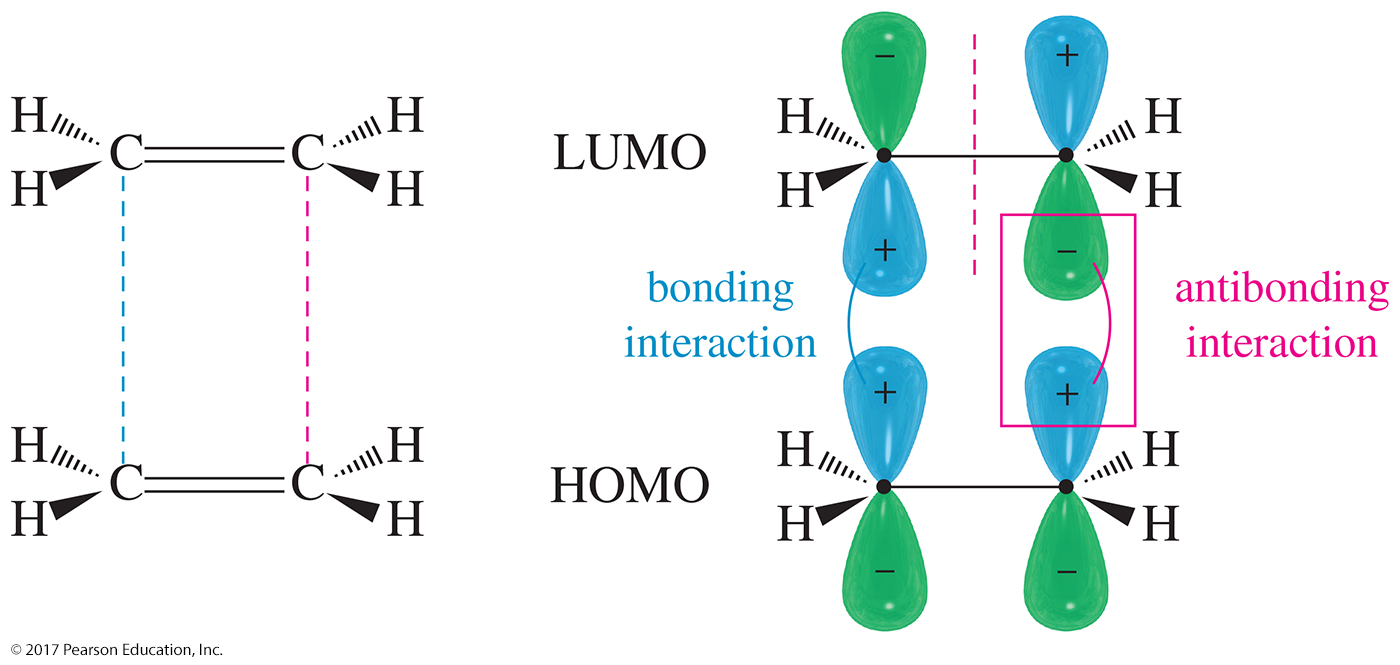 H H
C C
H H
H H
C C
H H
LUMO
− +
H H
H H
+ −
bonding
interaction
antibonding
interaction
+ +
HOMO
H H
H H
− −
© 2017 Pearson Education, Inc.